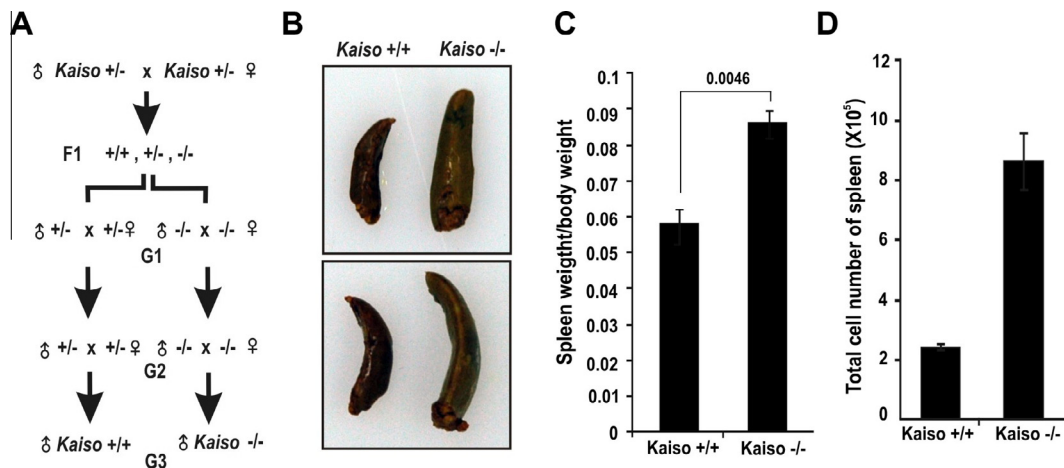 A
♂ Kaiso +/- x Kaiso +/- ♀
F1 +/+ , +/- , -/-
♂ +/- x +/-♀ ♂ -/- x -/- ♀
G1
♂ +/- x +/-♀ ♂ -/- x -/- ♀
G2
♂ Kaiso +/+ ♂ Kaiso -/-
G3
B
Kaiso +/+ Kaiso -/-
C
Spleen weigtht/body weight
0.1
0.09
0.08
0.07
0.06
0.05
0.04
0.03
0.02
0.01
0
0.0046
Kaiso +/+ Kaiso -/-
D
Total cell number of spleen (X10⁵)
12
10
8
6
4
2
0
Kaiso +/+ Kaiso -/-